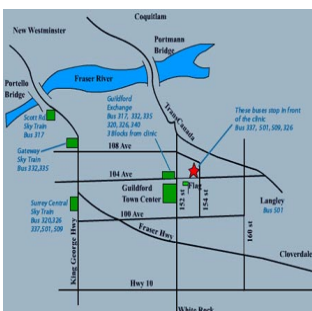 Coquitlam
New Westminster
Portmann
Bridge
Fraser River
Portello
Bridge
Guildford
Exchange
Bus 317, 332, 335
320, 326, 340
3 Blocks from clinic
TransCanada
These buses stop in front
of the clinic
Bus 337, 501, 509, 326
Scott Rd
Sky Train
Bus 317
108 Ave
Gateway
Sky Train
Bus 332,335
104 Ave
Flag
Guildford
Town Center
152 st
154 st
Langley
Bus 501
Surrey Central
Sky Train
Bus 320,326
337,501,509
100 Ave
Fraser Hwy
160 st
Cloverdale
King George Hwy
Hwy 10
White Rock